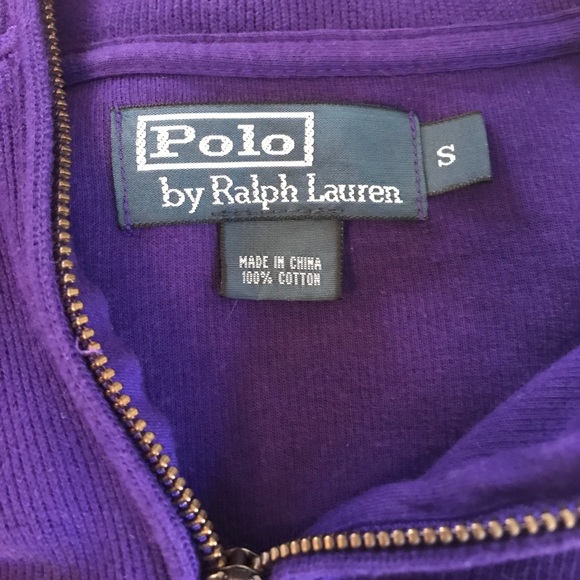 Polo
by Ralph Lauren
S
MADE IN CHINA
100% COTTON